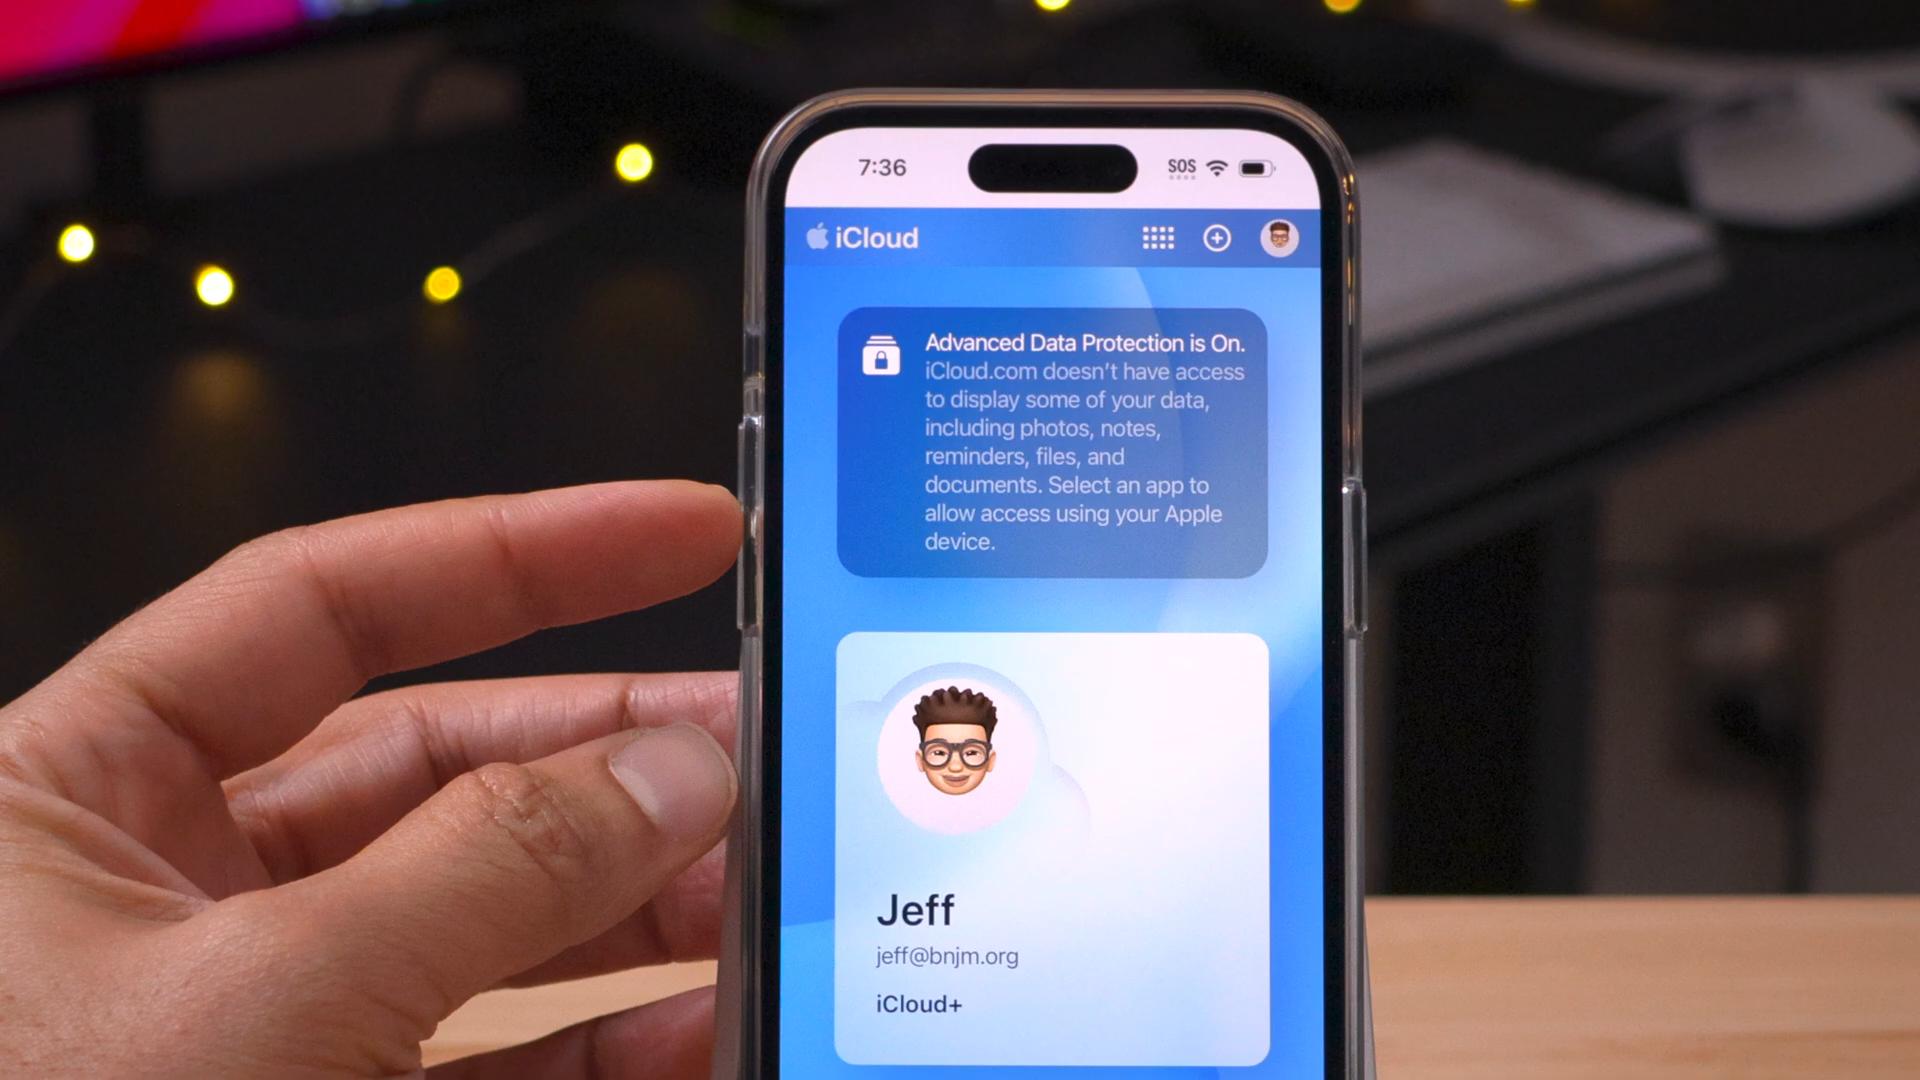 7:36 SOS
iCloud
Advanced Data Protection is On.
iCloud.com doesn’t have access
to display some of your data,
including photos, notes,
reminders, files, and
documents. Select an app to
allow access using your Apple
device.
Jeff
jeff@bnjm.org
iCloud+